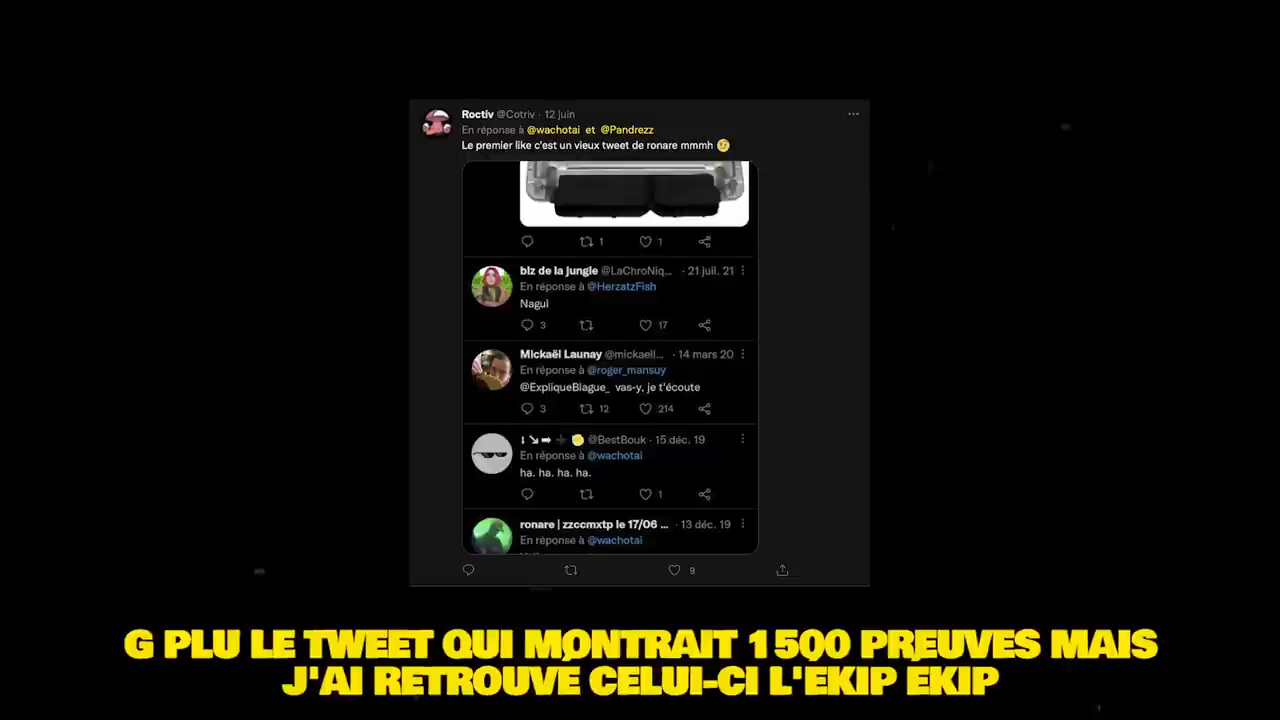 Roctiv @Cotriv · 12 juin
En réponse à @wachotai et @Pandrezz
Le premier like c'est un vieux tweet de ronare mmmh 🤨
1 1
blz de la jungle @LaChroNiq... · 21 juil. 21
En réponse à @HerzatzFish
Nagui
3 17
Mickaël Launay @mickaell... · 14 mars 20
En réponse à @roger_mansuy
@ExpliqueBlague_ vas-y, je t'écoute
3 12 214
⬇ ↘ ➡ ➕ 👊 @BestBouk · 15 déc. 19
En réponse à @wachotai
ha. ha. ha. ha.
1
ronare | zzccmxtp le 17/06 ... · 13 déc. 19
En réponse à @wachotai
9
G PLU LE TWEET QUI MONTRAIT 1500 PREUVES MAIS
J'AI RETROUVÉ CELUI-CI L'ÉKIP ÉKIP